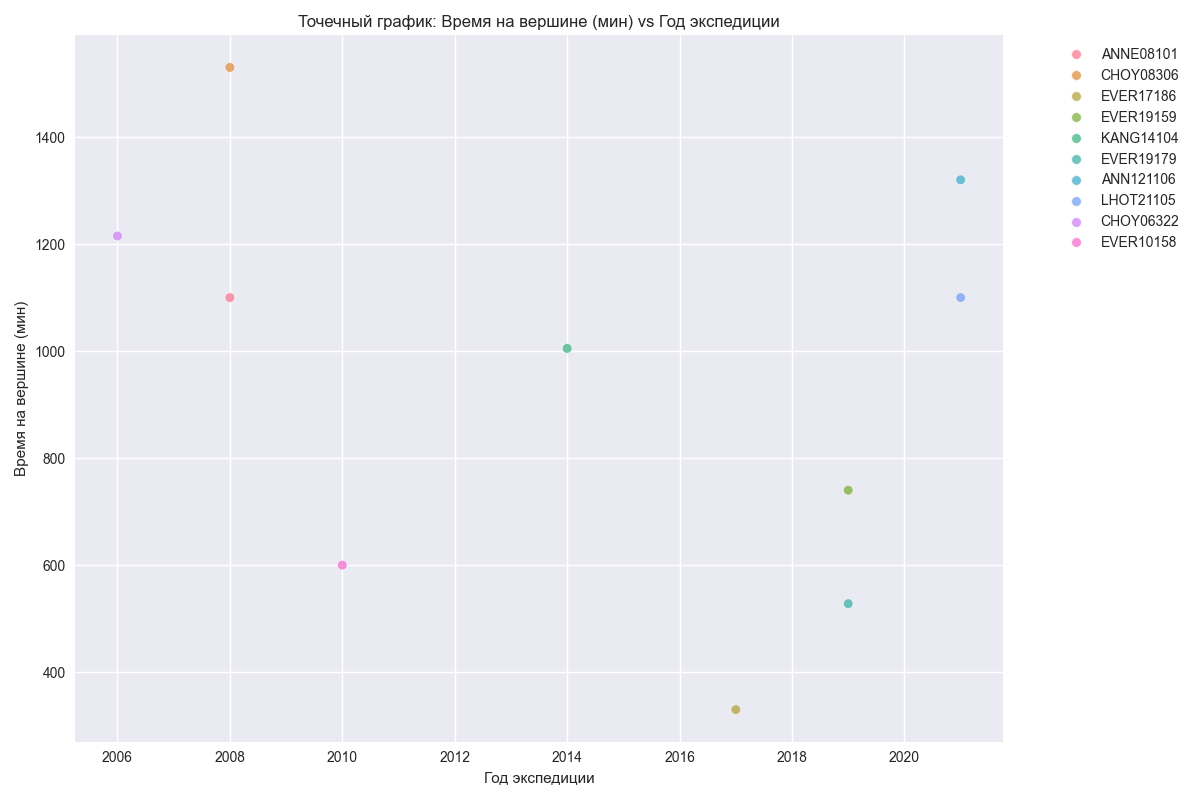 Точечный график: Время на вершине (мин) vs Год экспедиции
ANNE08101
CHOY08306
EVER17186
EVER19159
KANG14104
EVER19179
ANN121106
LHOT21105
CHOY06322
EVER10158
Время на вершине (мин)
1400
1200
1000
800
600
400
2006 2008 2010 2012 2014 2016 2018 2020
Год экспедиции